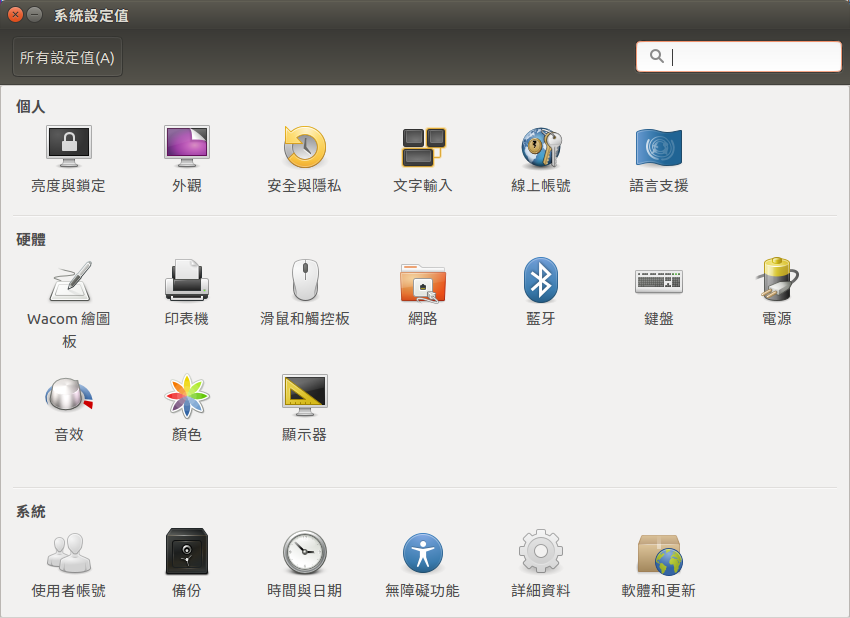 系統設定值
所有設定值(A)
個人
亮度與鎖定
外觀
安全與隱私
文字輸入
線上帳號
語言支援
硬體
Wacom 繪圖
板
印表機
滑鼠和觸控板
網路
藍牙
鍵盤
電源
音效
顏色
顯示器
系統
使用者帳號
備份
時間與日期
無障礙功能
詳細資料
軟體和更新